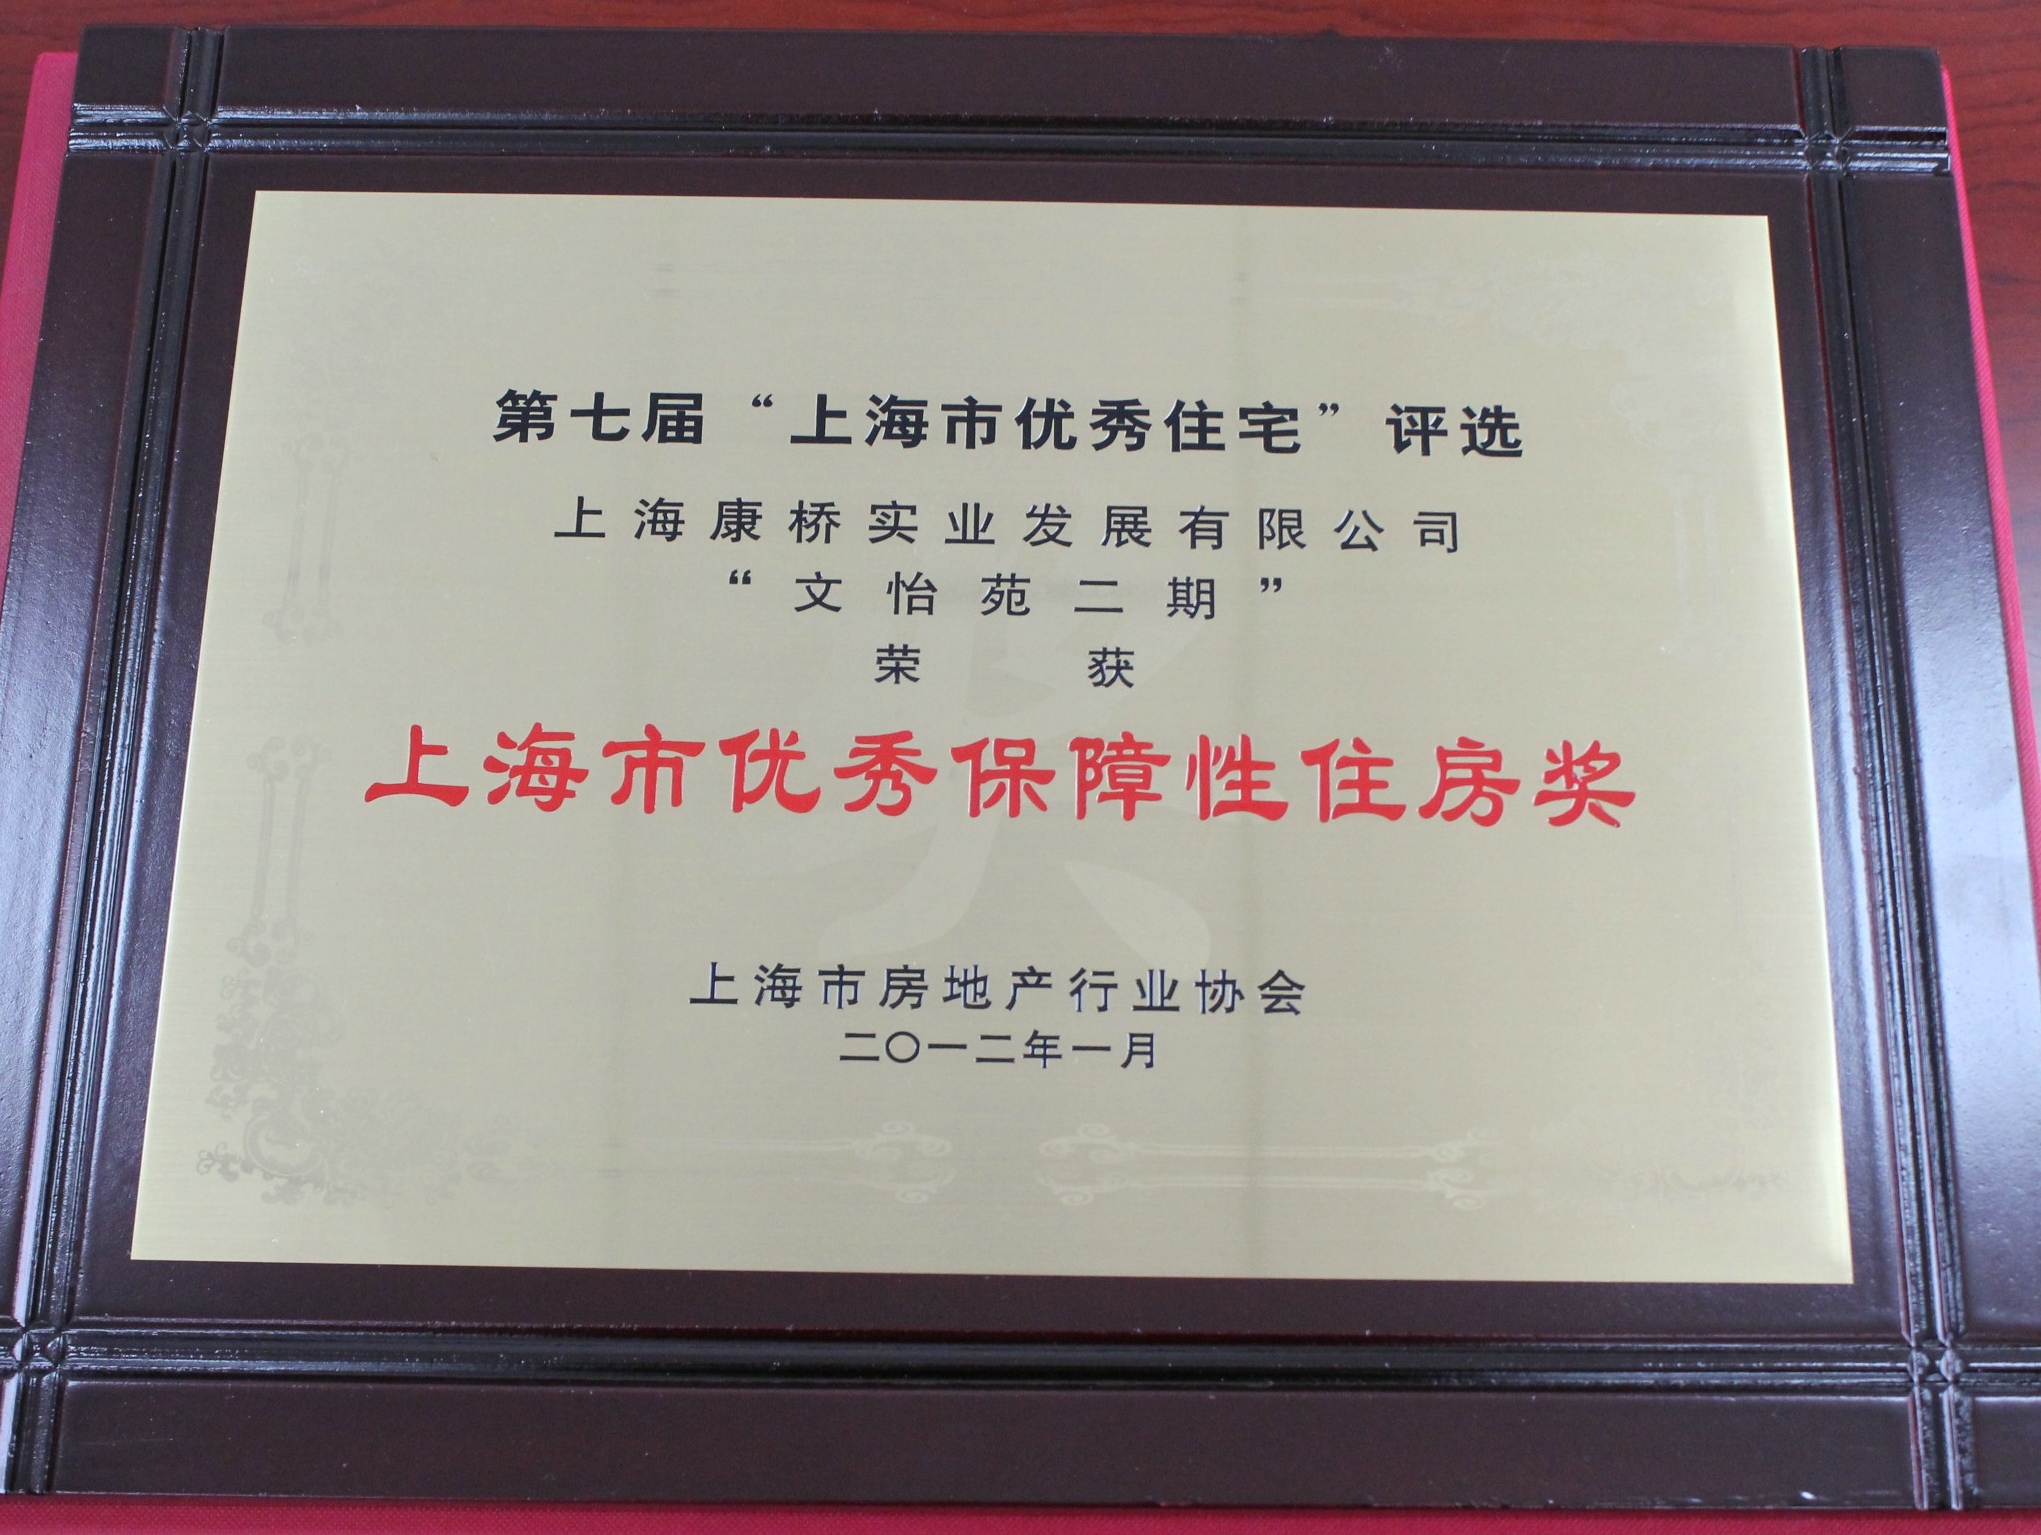 第七届“上海市优秀住宅”评选
上海康桥实业发展有限公司
“文怡苑二期”
荣获
上海市优秀保障性住房奖
上海市房地产行业协会
二〇一二年一月